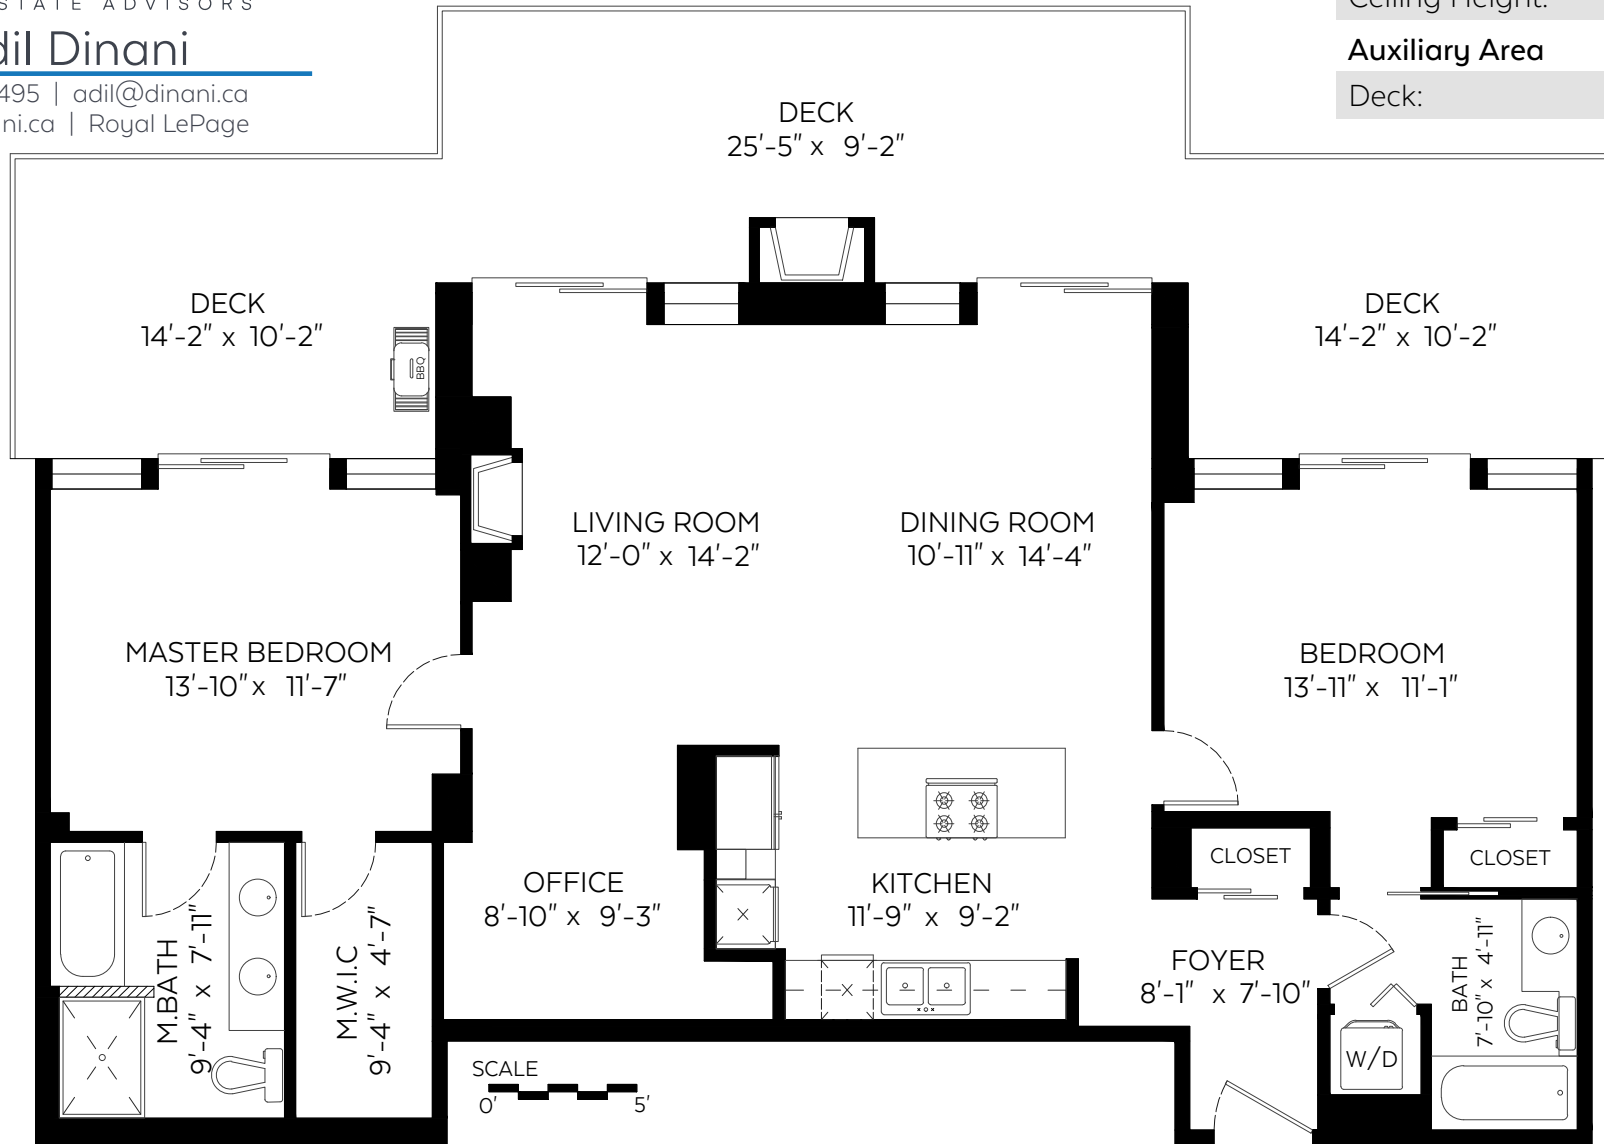 STATE ADVISORS
dil Dinani
495 | adil@dinani.ca
ni.ca | Royal LePage
Ceiling Height:
Auxiliary Area
Deck:
DECK
25'-5" x 9'-2"
DECK
14'-2" x 10'-2"
BBQ
DECK
14'-2" x 10'-2"
LIVING ROOM
12'-0" x 14'-2"
DINING ROOM
10'-11" x 14'-4"
MASTER BEDROOM
13'-10" x 11'-7"
BEDROOM
13'-11" x 11'-1"
CLOSET
CLOSET
OFFICE
8'-10" x 9'-3"
KITCHEN
11'-9" x 9'-2"
M.BATH
9'-4" x 7'-11"
M.W.I.C
9'-4" x 4'-7"
FOYER
8'-1" x 7'-10"
BATH
7'-10" x 4'-11"
W/D
SCALE
0' 5'